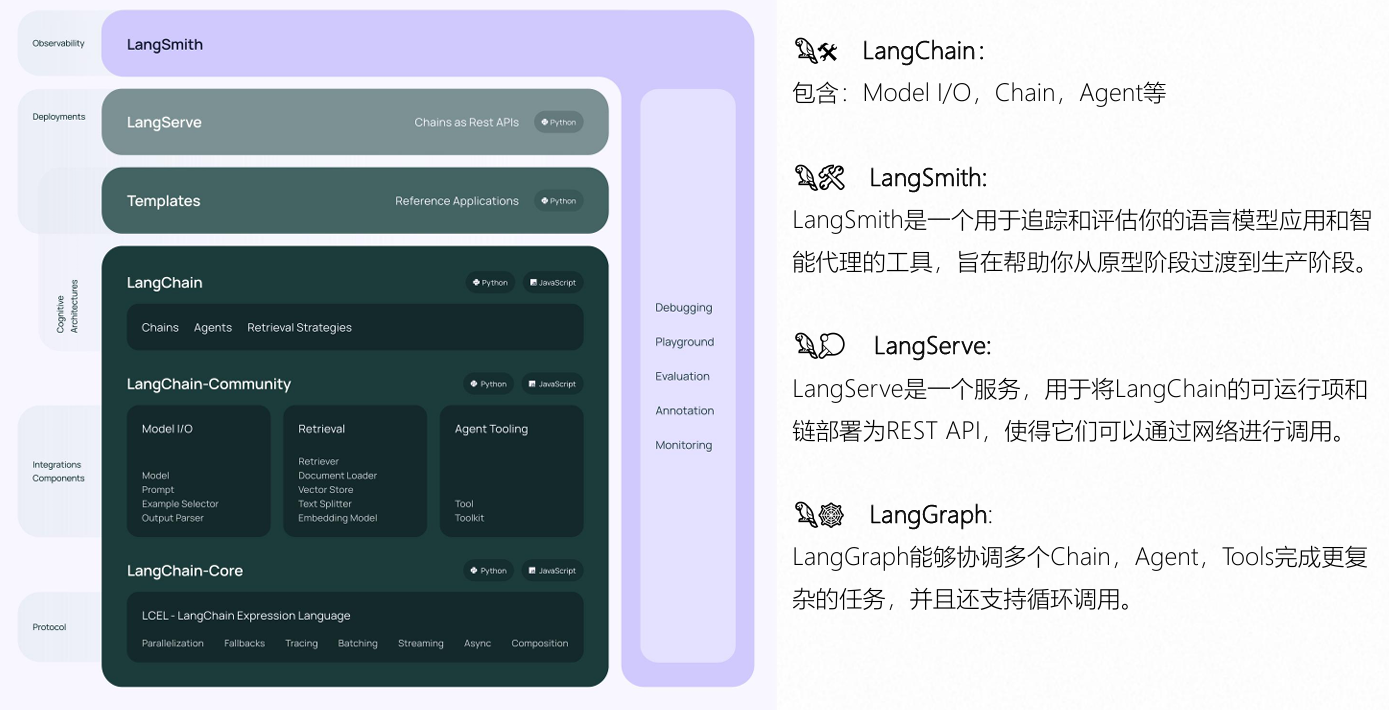 Observability
LangSmith
Deployments
LangServe
Chains as Rest APIs
Python
Templates
Reference Applications
Python
Cognitive
Architectures
LangChain
Python
JavaScript
Chains Agents Retrieval Strategies
LangChain-Community
Python
JavaScript
Integrations
Components
Model I/O
Model
Prompt
Example Selector
Output Parser
Retrieval
Retriever
Document Loader
Vector Store
Text Splitter
Embedding Model
Agent Tooling
Tool
Toolkit
LangChain-Core
Python
JavaScript
Protocol
LCEL - LangChain Expression Language
Parallelization Fallbacks Tracing Batching Streaming Async Composition
Debugging
Playground
Evaluation
Annotation
Monitoring
🦜🛠 LangChain：
包含：Model I/O，Chain，Agent等
🦜🛠️ LangSmith:
LangSmith是一个用于追踪和评估你的语言模型应用和智
能代理的工具，旨在帮助你从原型阶段过渡到生产阶段。
🦜🏓 LangServe:
LangServe是一个服务，用于将LangChain的可运行项和
链部署为REST API，使得它们可以通过网络进行调用。
🦜🕸 LangGraph:
LangGraph能够协调多个Chain，Agent，Tools完成更复
杂的任务，并且还支持循环调用。